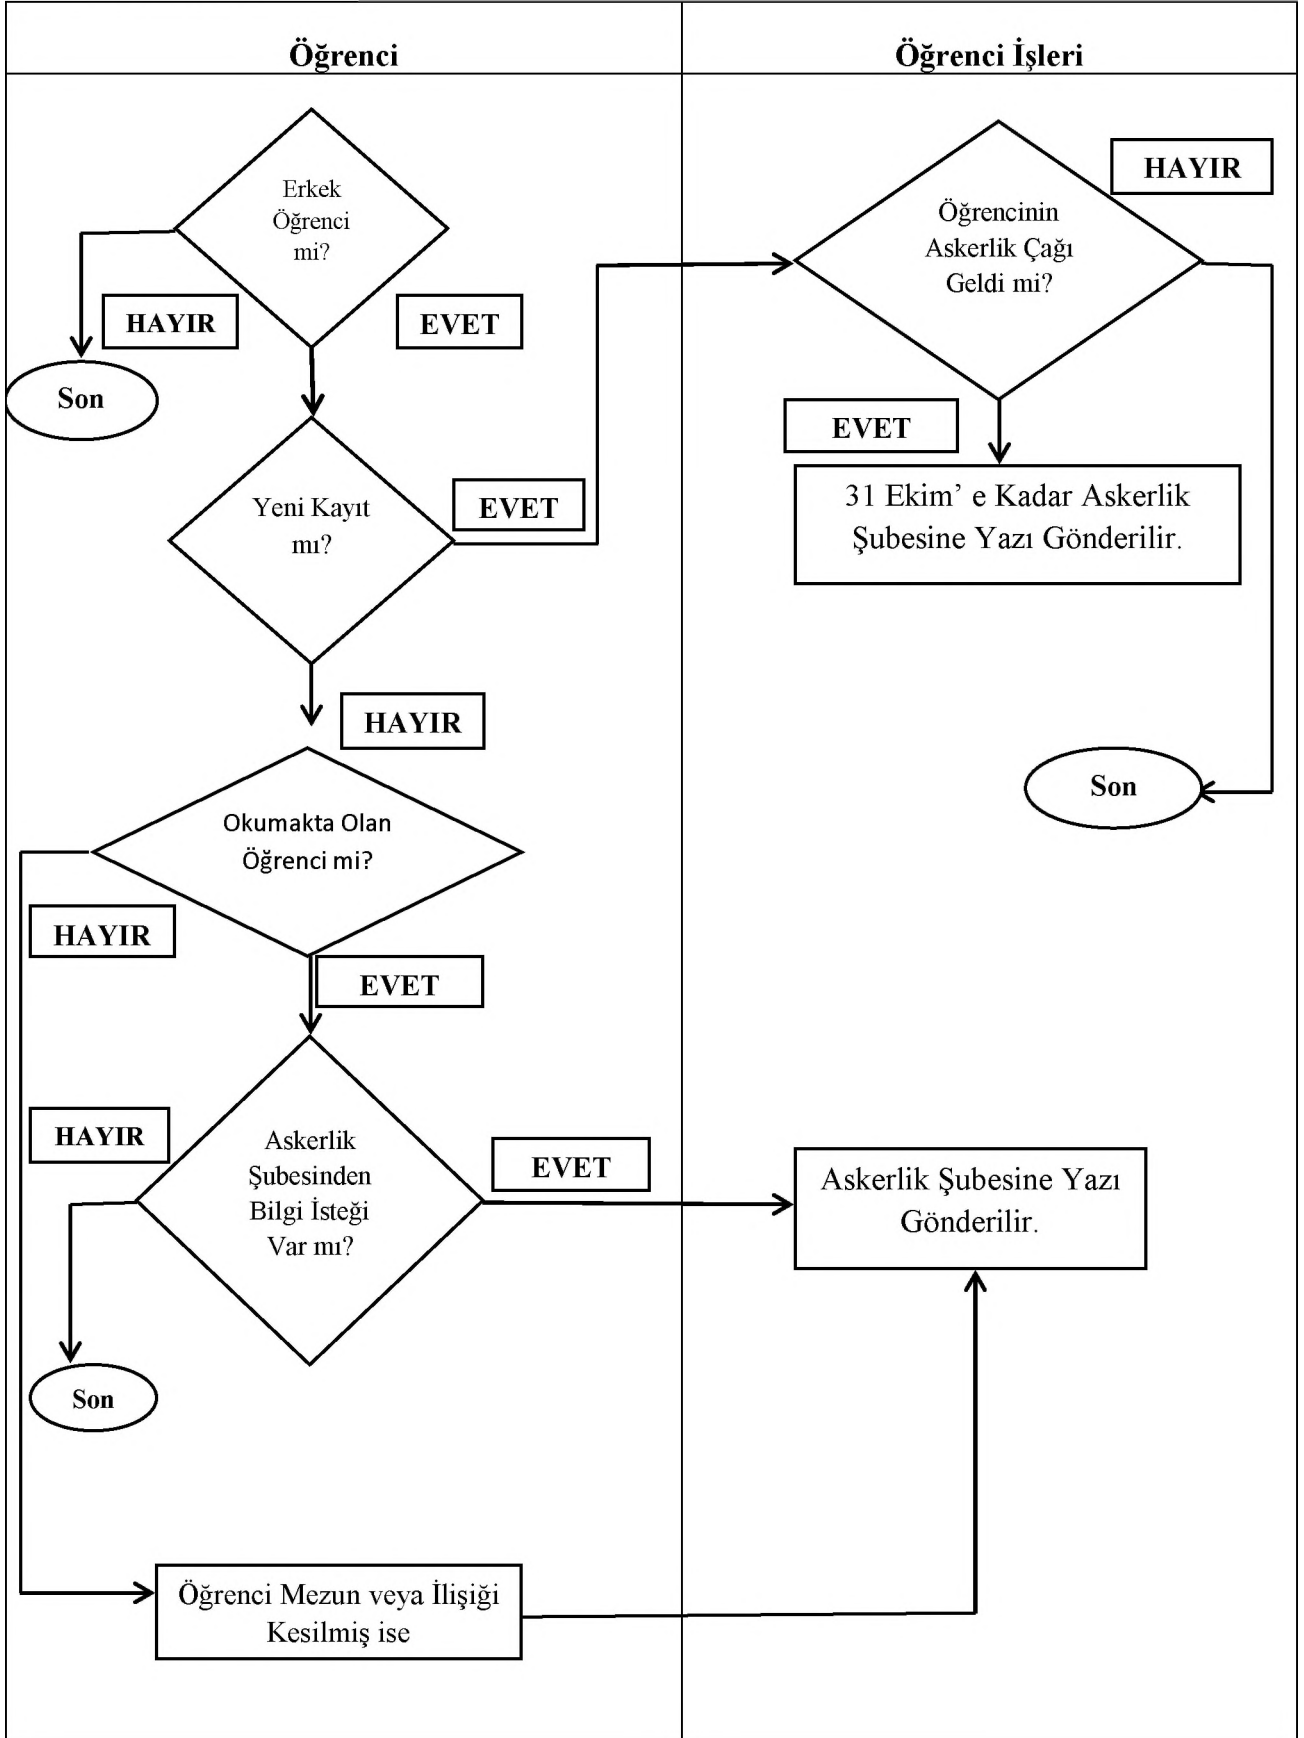 Öğrenci
Öğrenci İşleri
Erkek
Öğrenci
mi?
HAYIR
EVET
Son
Yeni Kayıt
mı?
EVET
HAYIR
Okumakta Olan
Öğrenci mi?
HAYIR
EVET
Askerlik
Şubesinden
Bilgi İsteği
Var mı?
HAYIR
EVET
Son
Öğrenci Mezun veya İlişiği
Kesilmiş ise
HAYIR
Öğrencinin
Askerlik Çağı
Geldi mi?
EVET
31 Ekim’ e Kadar Askerlik
Şubesine Yazı Gönderilir.
Son
Askerlik Şubesine Yazı
Gönderilir.